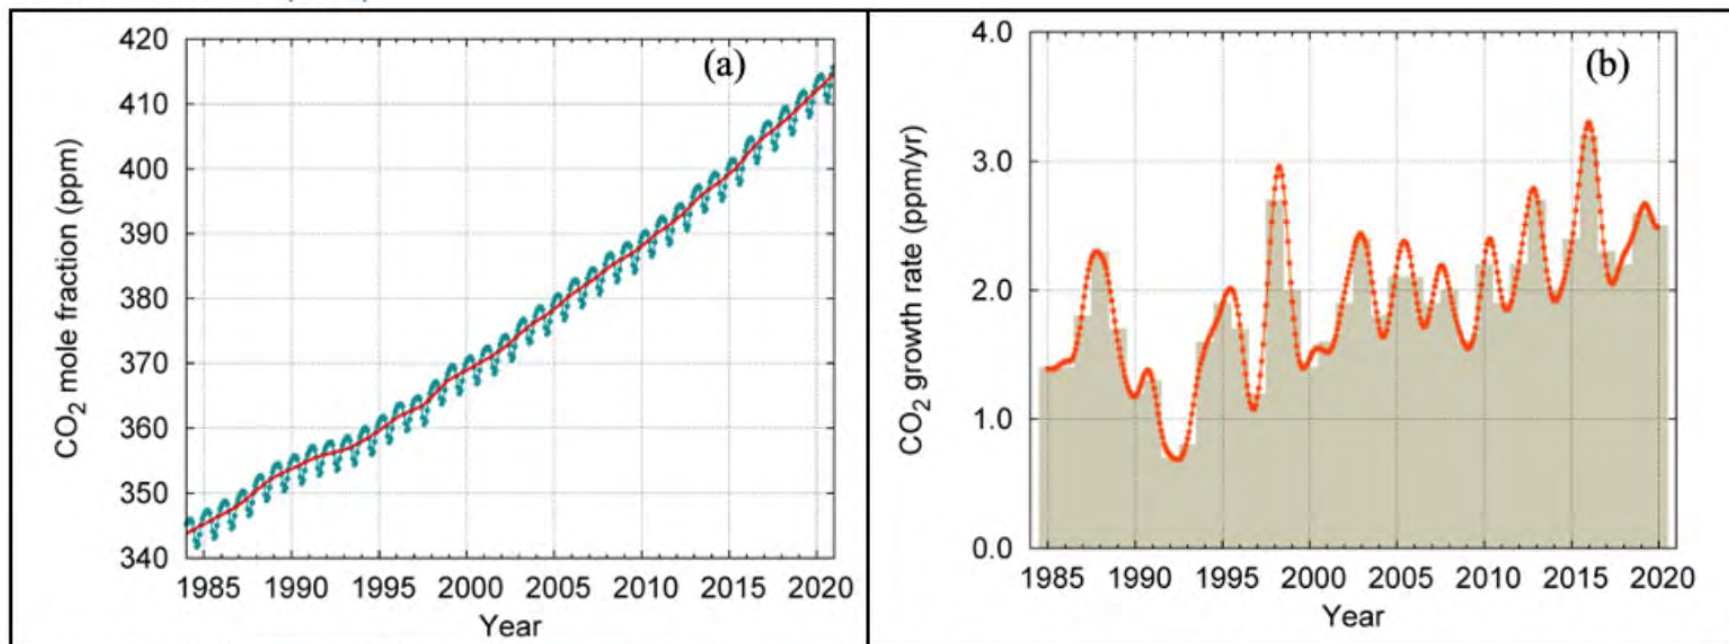 (a)
CO₂ mole fraction (ppm)
420
410
400
390
380
370
360
350
340
1985 1990 1995 2000 2005 2010 2015 2020
Year
(b)
CO₂ growth rate (ppm/yr)
4.0
3.0
2.0
1.0
0.0
1985 1990 1995 2000 2005 2010 2015 2020
Year